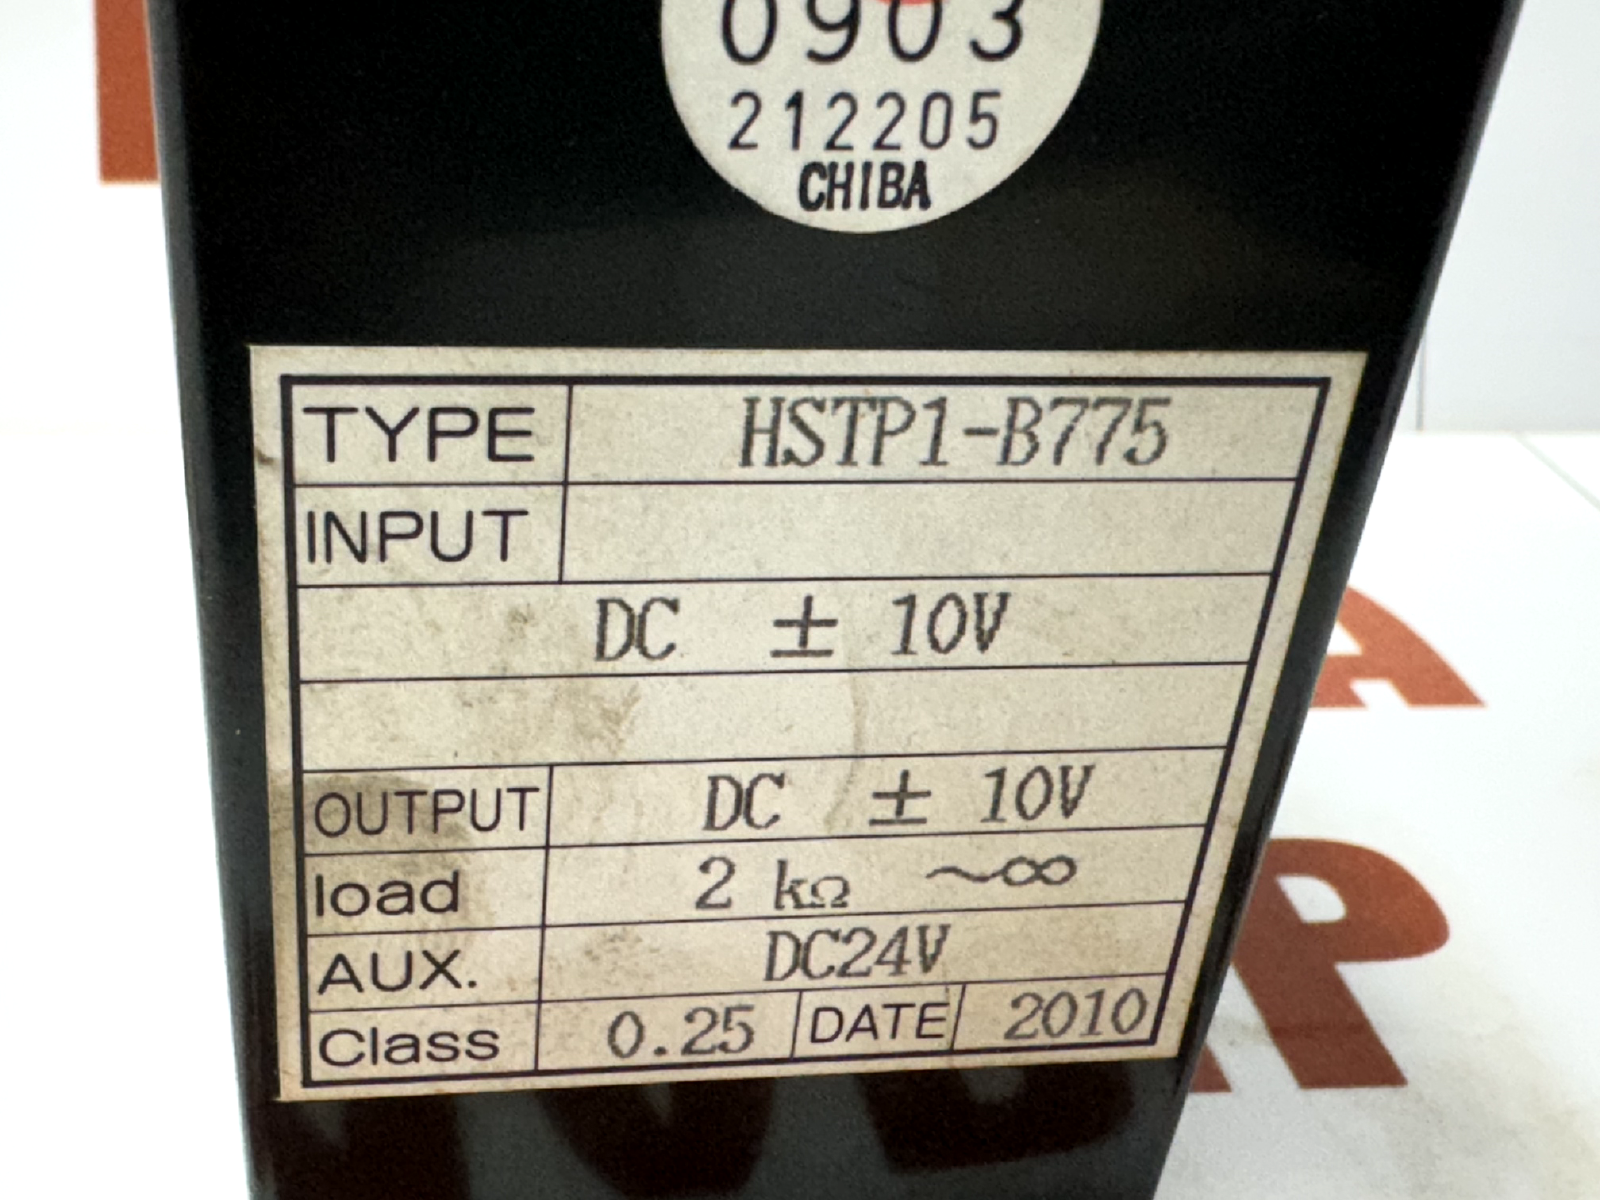 0903
212205
CHIBA
TYPE HSTP1-B775
INPUT
DC ± 10V
OUTPUT DC ± 10V
load 2 kΩ ~∞
AUX. DC24V
Class 0.25 DATE 2010